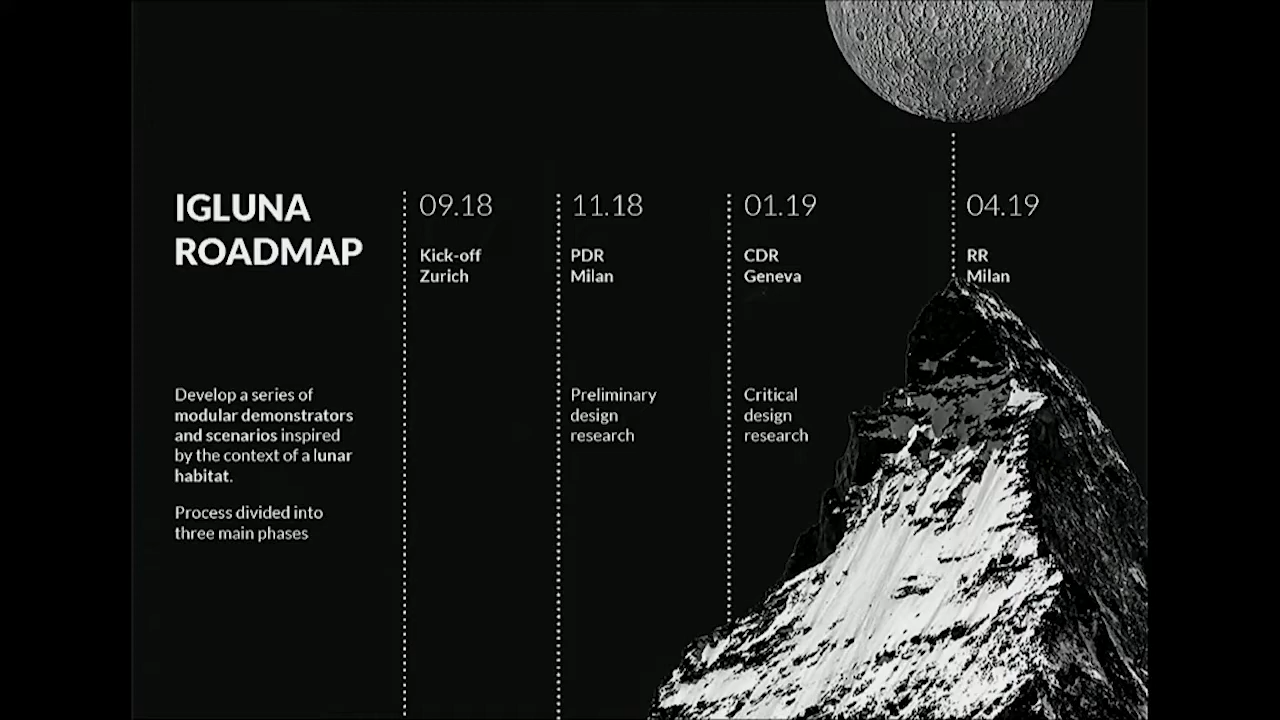 IGLUNA
ROADMAP
Develop a series of
modular demonstrators
and scenarios inspired
by the context of a lunar
habitat.
Process divided into
three main phases
09.18
Kick-off
Zurich
11.18
PDR
Milan
Preliminary
design
research
01.19
CDR
Geneva
Critical
design
research
04.19
RR
Milan